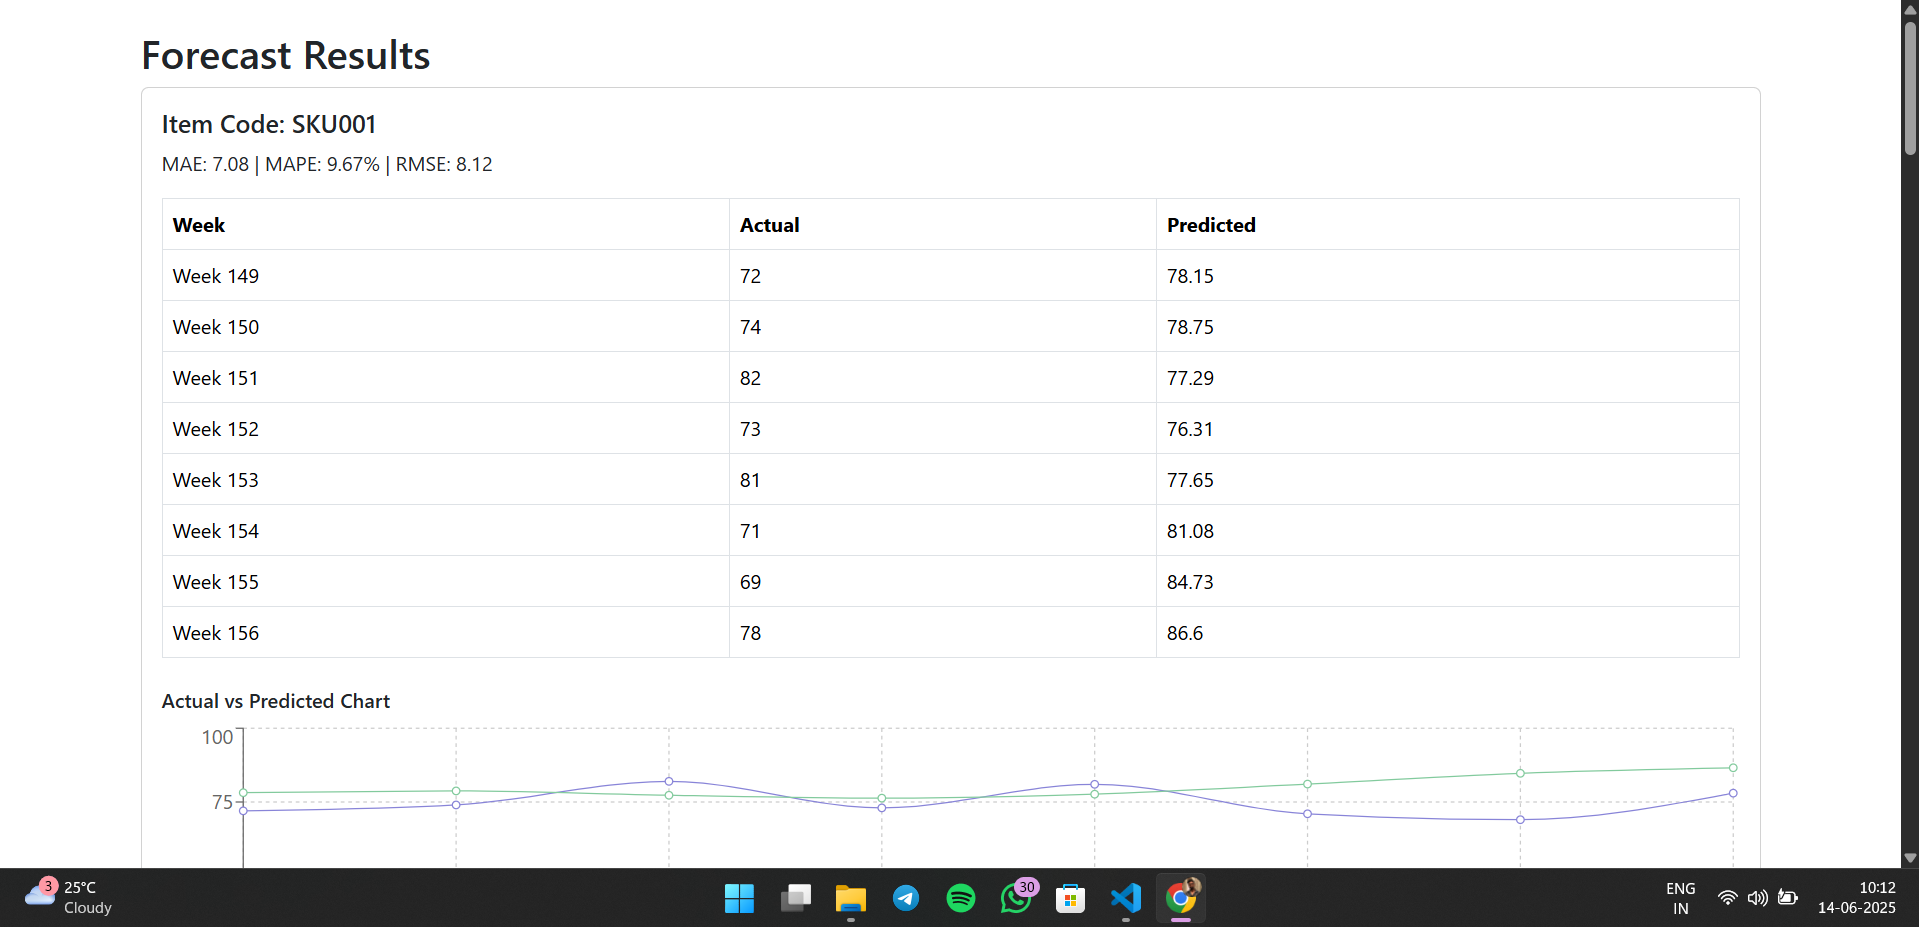 Forecast Results
Item Code: SKU001
MAE: 7.08 | MAPE: 9.67% | RMSE: 8.12
Week Actual Predicted
Week 149 72 78.15
Week 150 74 78.75
Week 151 82 77.29
Week 152 73 76.31
Week 153 81 77.65
Week 154 71 81.08
Week 155 69 84.73
Week 156 78 86.6
Actual vs Predicted Chart
100
75
3
25°C
Cloudy
30
ENG
IN
10:12
14-06-2025